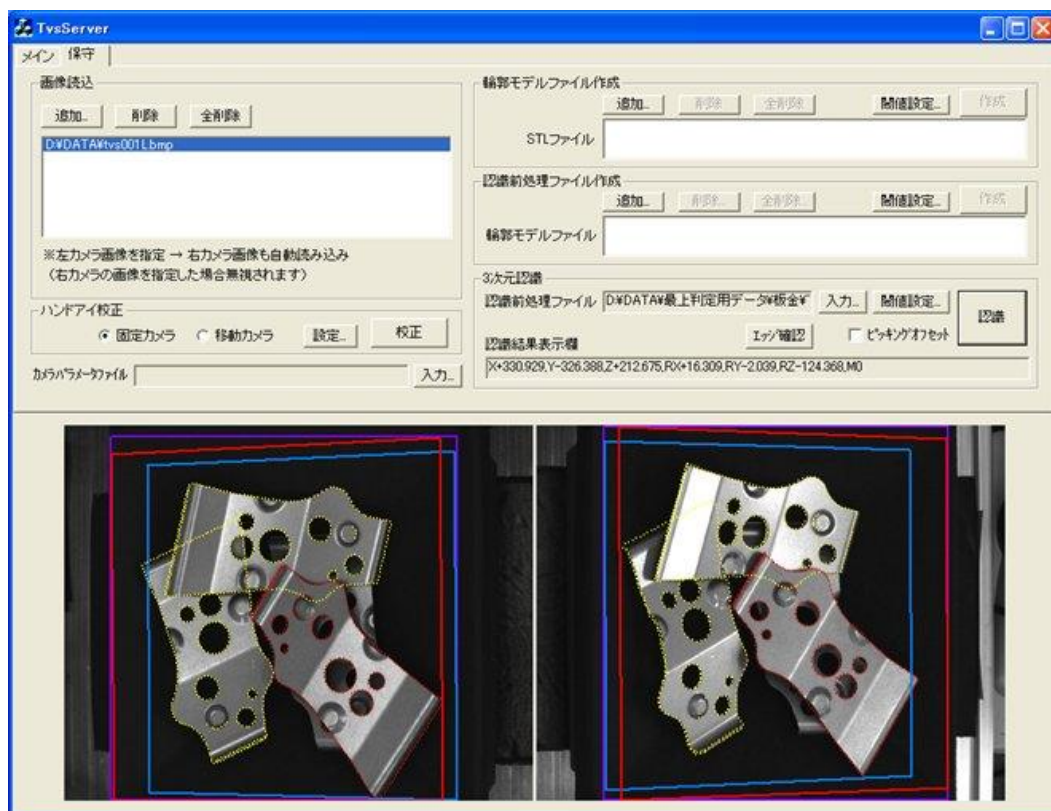 TvsServer
メイン 保守
画像読込
追加... 削除 全削除
D:¥DATA¥tvs001L.bmp
※左カメラ画像を指定 → 右カメラ画像も自動読み込み
（右カメラの画像を指定した場合無視されます）
ハンドアイ校正
固定カメラ 移動カメラ 設定... 校正
カメラパラメータファイル 入力...
輪郭モデルファイル作成
追加... 削除 全削除 閾値設定... 作成
STLファイル
認識前処理ファイル作成
追加... 削除... 全削除... 閾値設定... 作成
輪郭モデルファイル
3次元認識
認識前処理ファイル D:¥DATA¥最上判定用データ¥板金¥ 入力... 閾値設定... 認識
エッジ確認 ピッキングオフセット
認識結果表示欄
X+330.929,Y-326.388,Z+212.675,RX+16.309,RY-2.039,RZ-124.368,M0